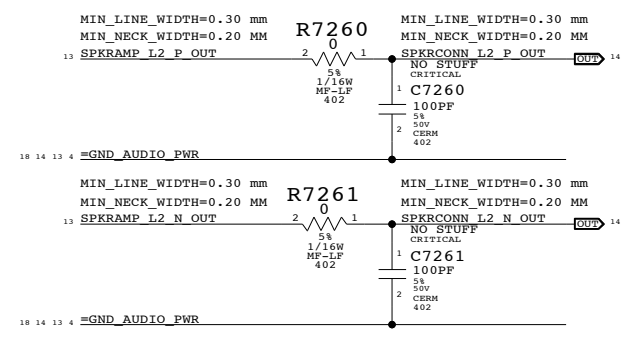 MIN_LINE_WIDTH=0.30 mm
MIN_NECK_WIDTH=0.20 MM
13 SPKRAMP_L2_P_OUT
R7260
0
2 1
5%
1/16W
MF-LF
402
MIN_LINE_WIDTH=0.30 mm
MIN_NECK_WIDTH=0.20 MM
SPKRCONN_L2_P_OUT OUT 14
NO STUFF
CRITICAL
1 C7260
100PF
5%
50V
2 CERM
402
18 14 13 4 =GND_AUDIO_PWR
MIN_LINE_WIDTH=0.30 mm
MIN_NECK_WIDTH=0.20 MM
13 SPKRAMP_L2_N_OUT
R7261
0
2 1
5%
1/16W
MF-LF
402
MIN_LINE_WIDTH=0.30 mm
MIN_NECK_WIDTH=0.20 MM
SPKRCONN_L2_N_OUT OUT 14
NO STUFF
CRITICAL
1 C7261
100PF
5%
50V
2 CERM
402
18 14 13 4 =GND_AUDIO_PWR